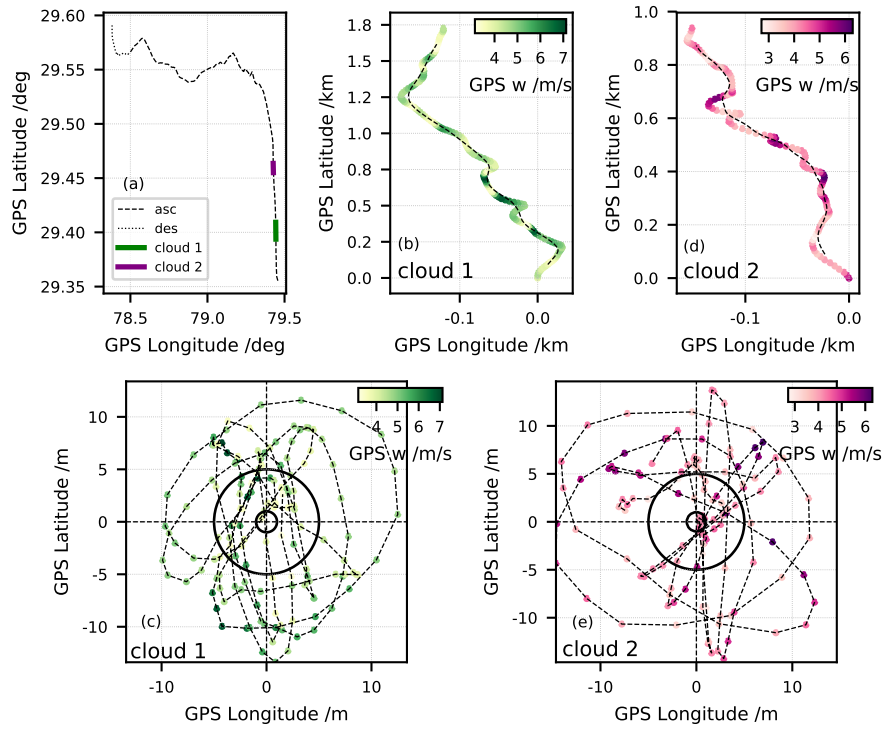 29.60
29.55
29.50
29.45
29.40
29.35
78.5
79.0
79.5
GPS Latitude /deg
GPS Longitude /deg
(a)
asc
des
cloud 1
cloud 2
1.8
1.5
1.2
1.0
0.8
0.5
0.2
0.0
-0.1
0.0
GPS Latitude /km
GPS Longitude /km
4 5 6 7
GPS w /m/s
(b)
cloud 1
1.0
0.8
0.6
0.4
0.2
0.0
-0.1
0.0
GPS Latitude /km
GPS Longitude /km
3 4 5 6
GPS w /m/s
(d)
cloud 2
10
5
0
-5
-10
-10
0
10
GPS Latitude /m
GPS Longitude /m
4 5 6 7
GPS w /m/s
(c)
cloud 1
10
5
0
-5
-10
-10
0
10
GPS Latitude /m
GPS Longitude /m
3 4 5 6
GPS w /m/s
(e)
cloud 2